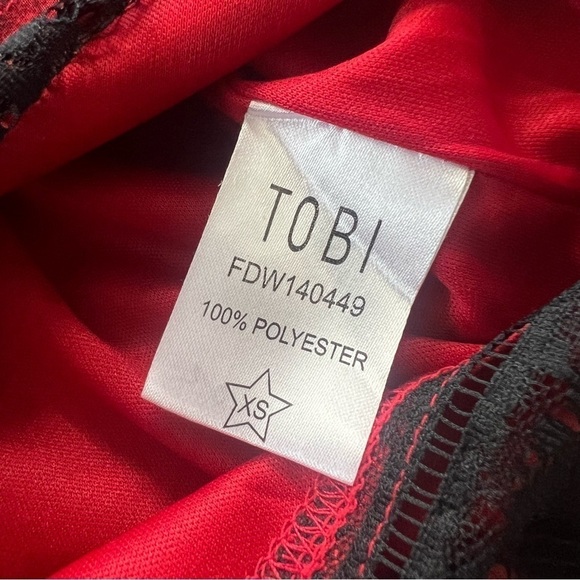 TOBI
FDW140449
100% POLYESTER
XS